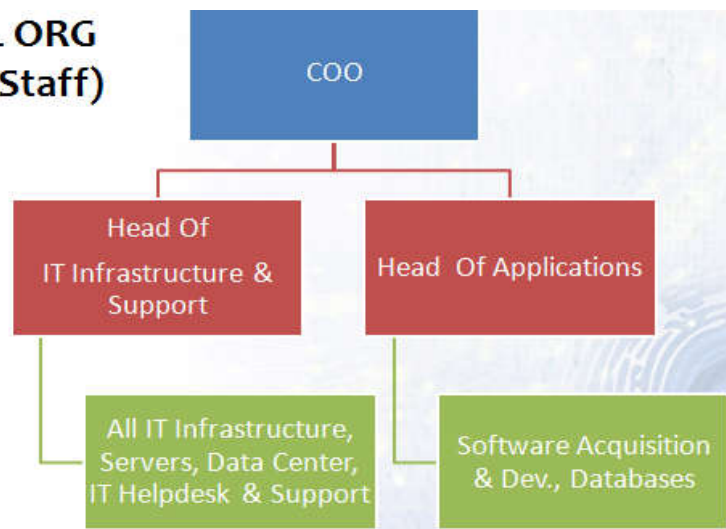 ORG
Staff)
COO
Head Of
IT Infrastructure &
Support
Head Of Applications
All IT Infrastructure,
Servers, Data Center,
IT Helpdesk & Support
Software Acquisition
& Dev., Databases